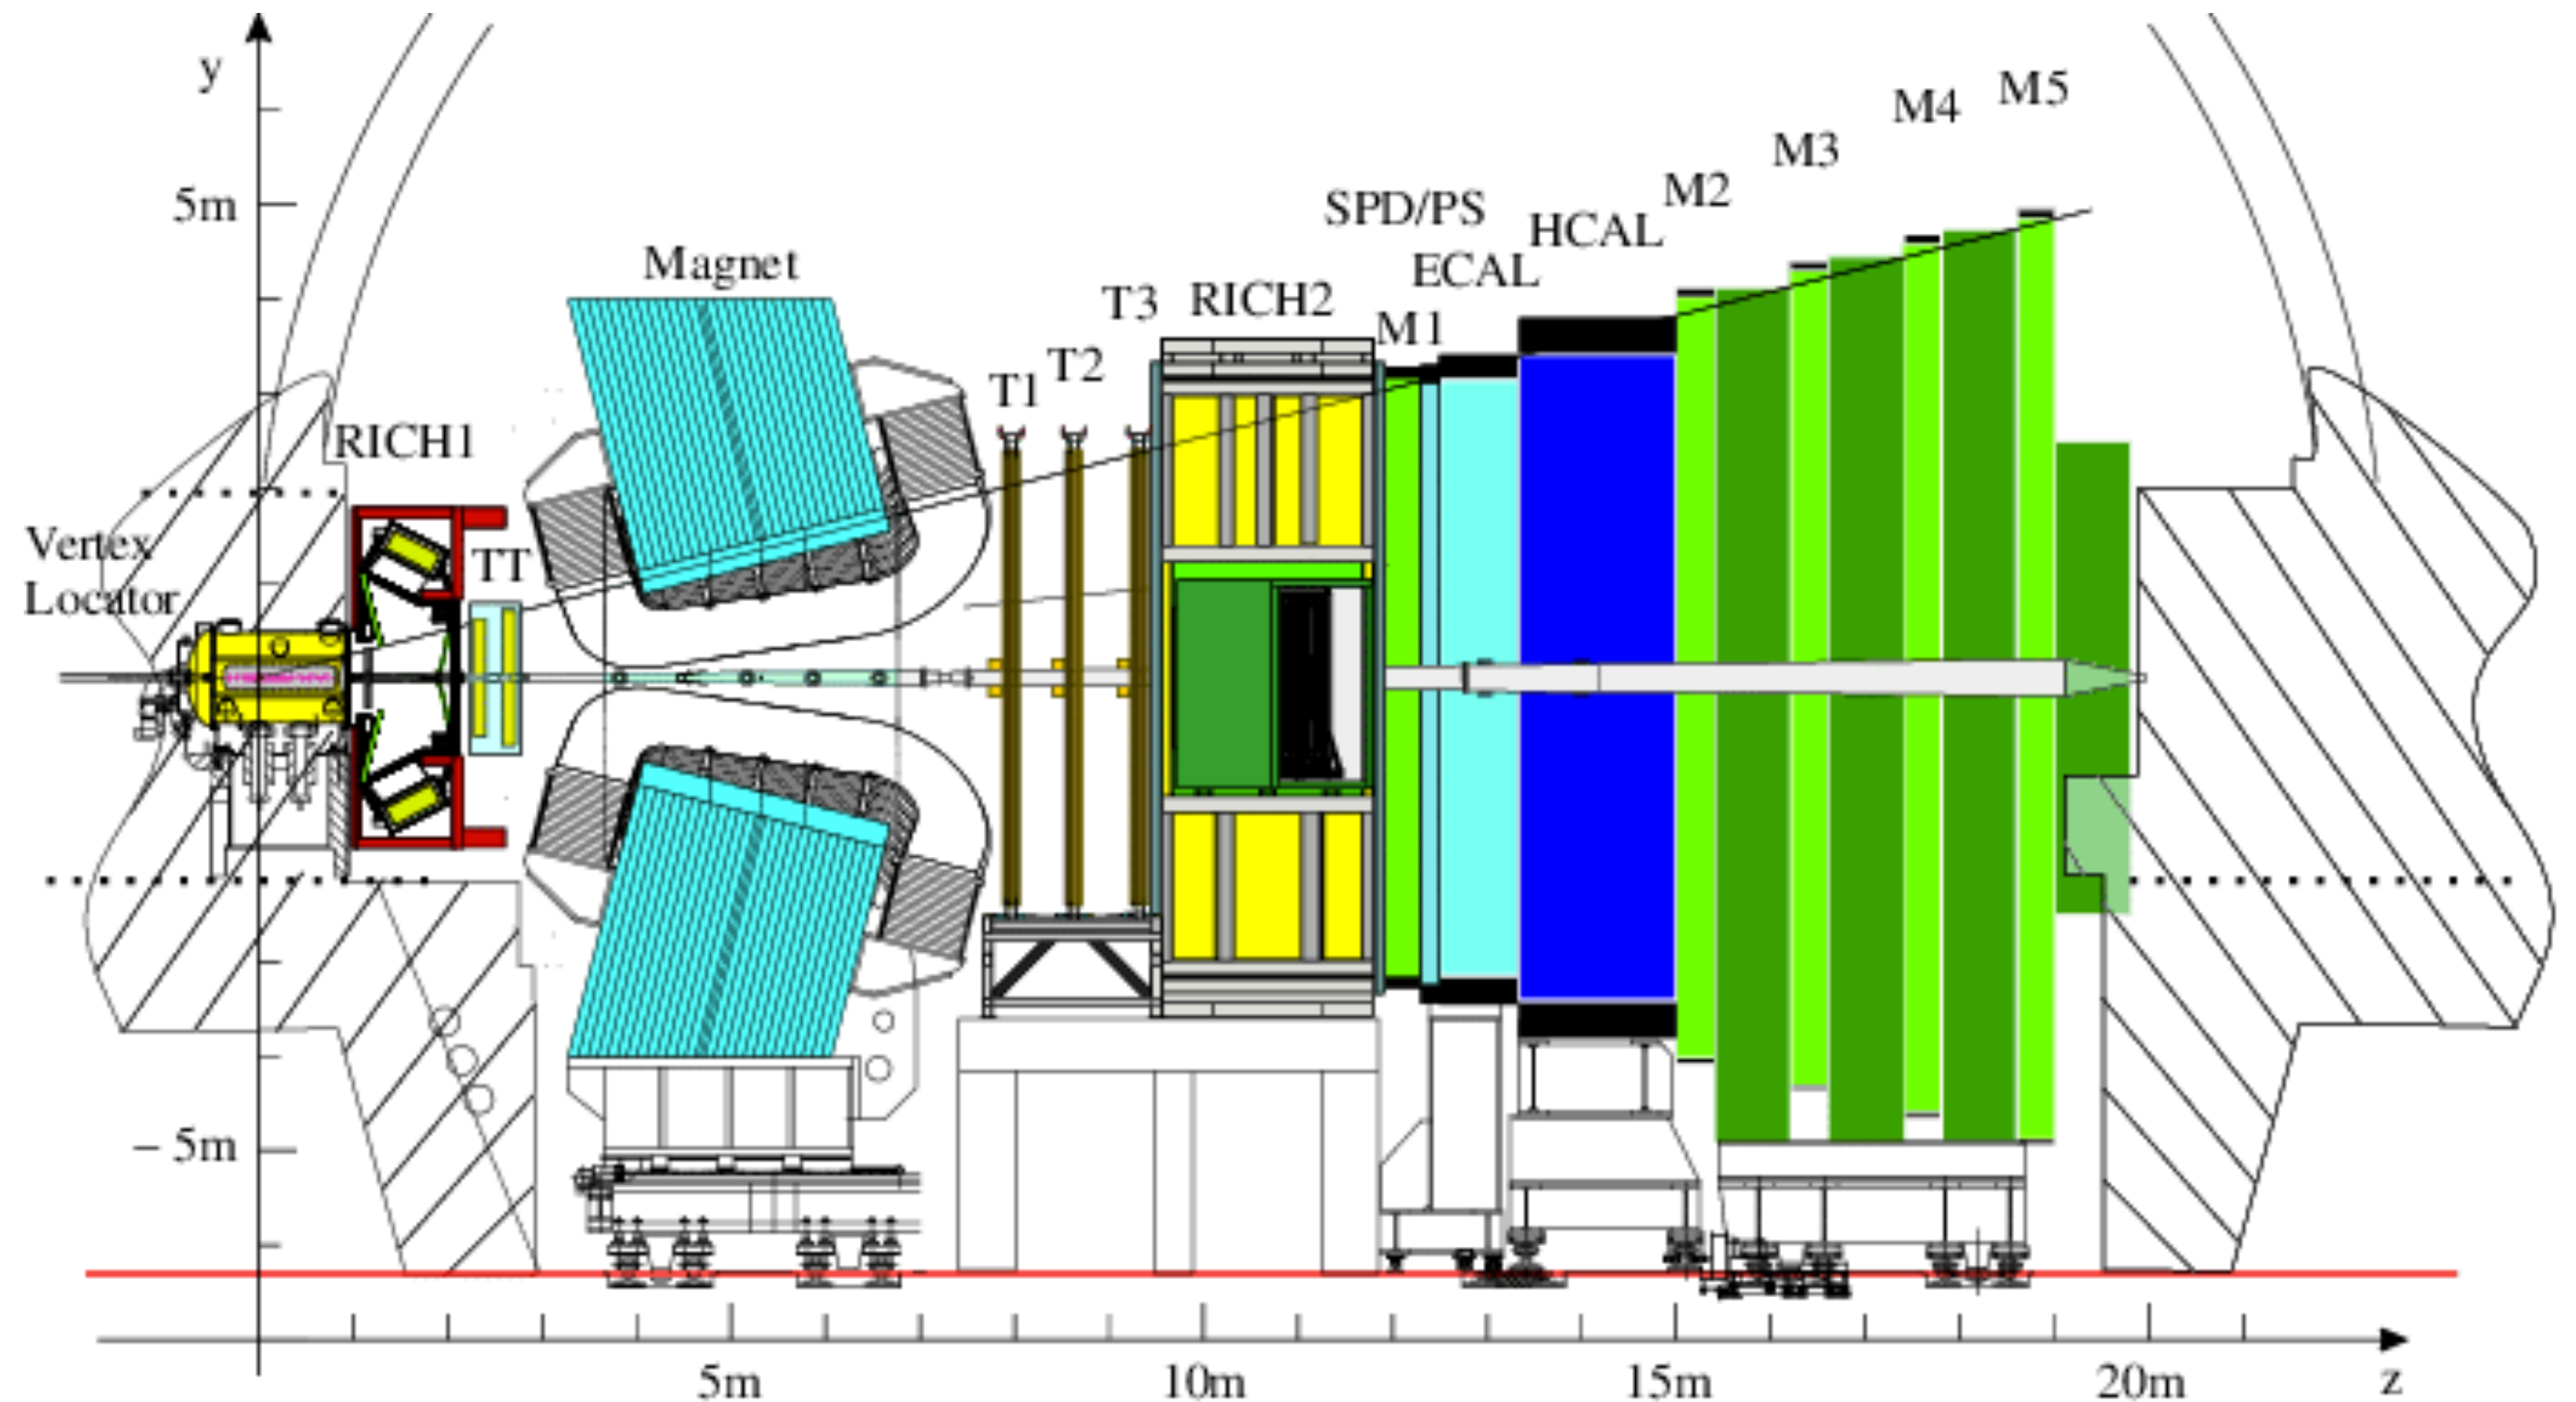 y
M5
M4
M3
M2
5m
SPD/PS
HCAL
ECAL
Magnet
T3
RICH2
M1
T2
T1
RICH1
Vertex
Locator
TT
– 5m
5m
10m
15m
20m
z